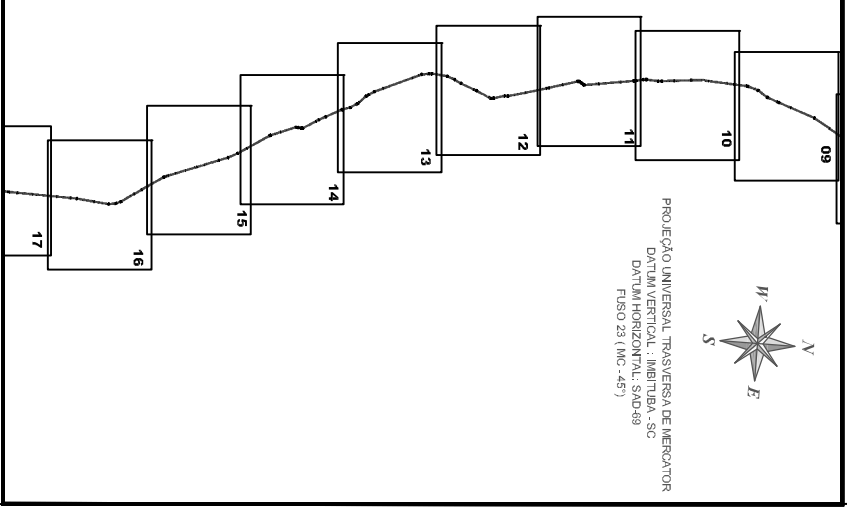 09
10
11
12
13
14
15
16
17
N
W
E
S
PROJEÇÃO UNIVERSAL TRASVERSA DE MERCATOR
DATUM VERTICAL : IMBITUBA - SC
DATUM HORIZONTAL: SAD-69
FUSO 23 ( MC - 45º)